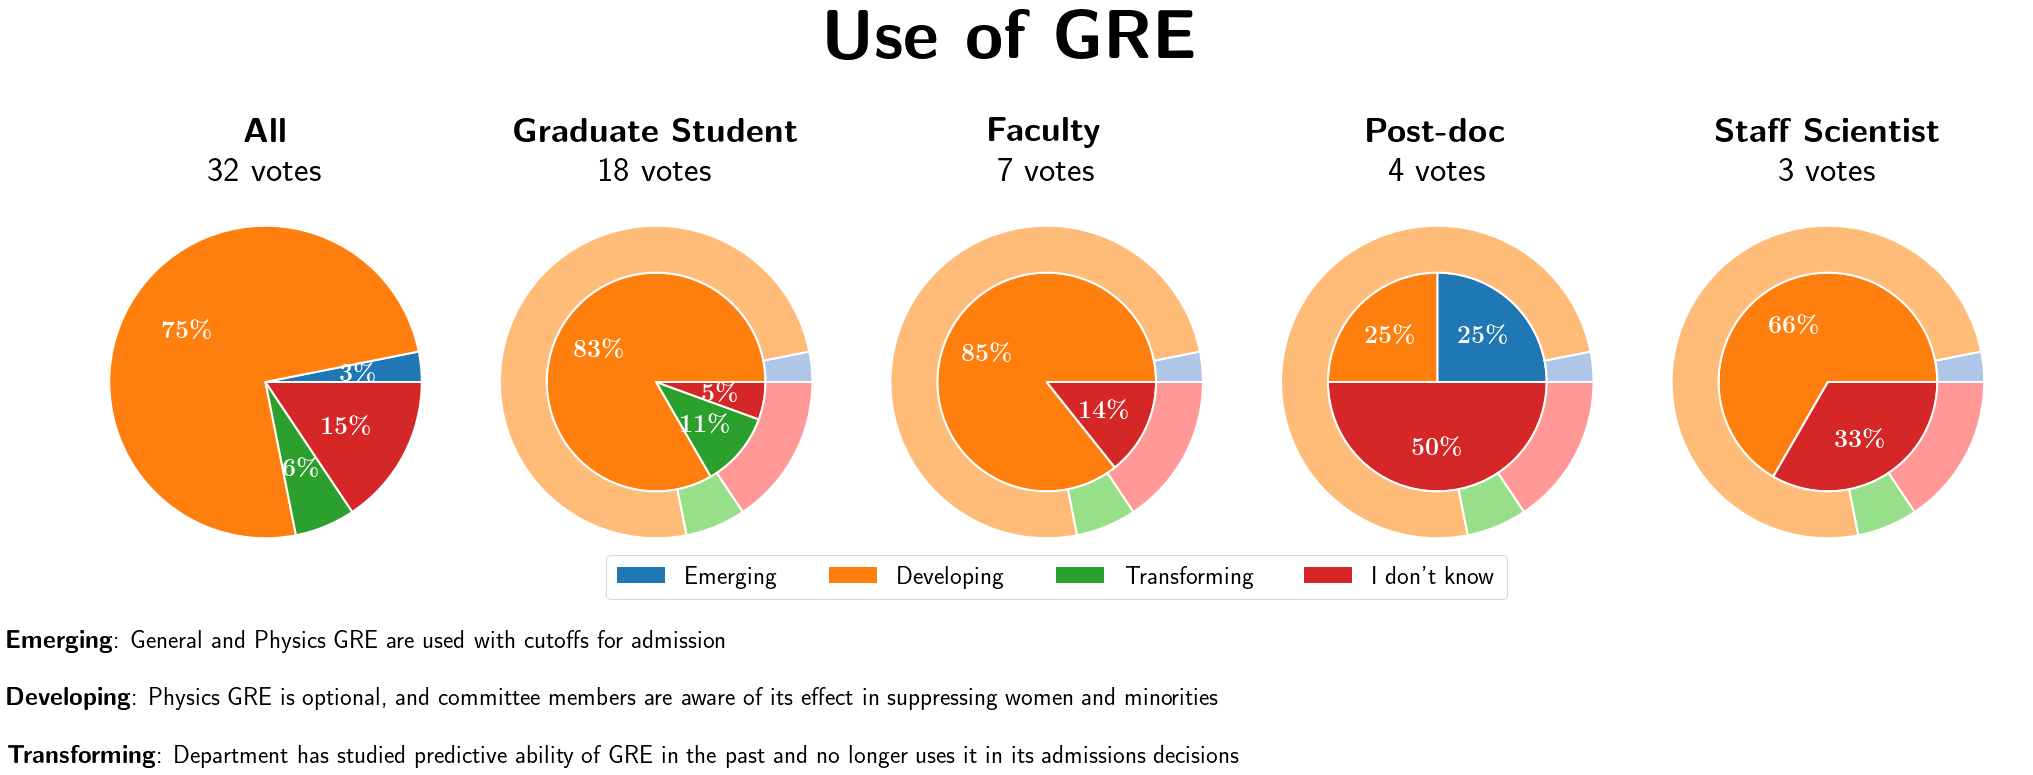 Use of GRE
All
32 votes
Graduate Student
18 votes
Faculty
7 votes
Post-doc
4 votes
Staff Scientist
3 votes
75%
3%
15%
6%
83%
5%
11%
85%
14%
25%
25%
50%
66%
33%
Emerging
Developing
Transforming
I don't know
Emerging: General and Physics GRE are used with cutoffs for admission
Developing: Physics GRE is optional, and committee members are aware of its effect in suppressing women and minorities
Transforming: Department has studied predictive ability of GRE in the past and no longer uses it in its admissions decisions